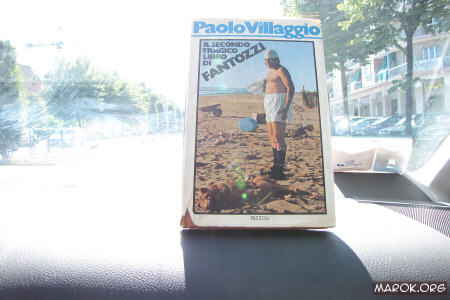 Paolo Villaggio
IL SECONDO
TRAGICO
LIBRO
DI
FANTOZZI
RIZZOLI
MAROK.ORG